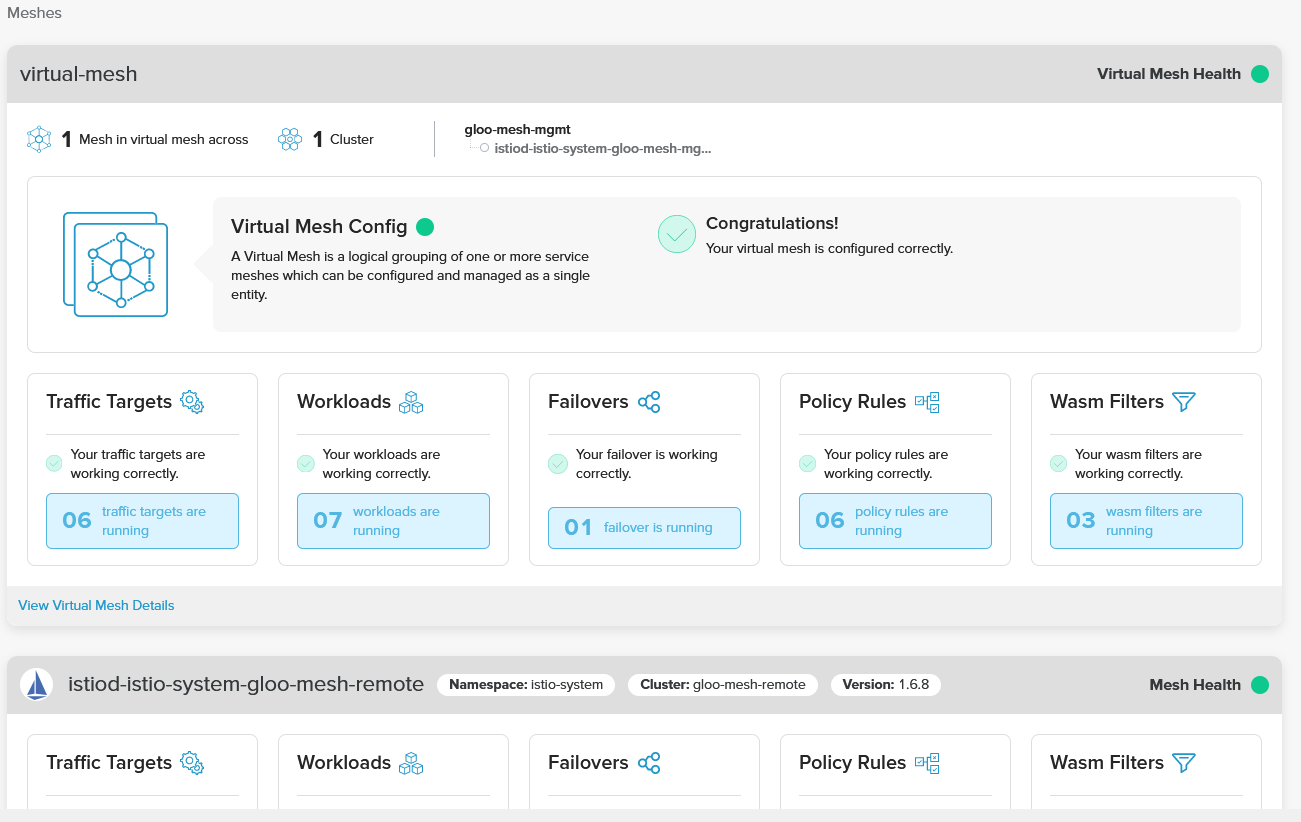 Meshes
virtual-mesh
Virtual Mesh Health
1 Mesh in virtual mesh across
1 Cluster
gloo-mesh-mgmt
istiod-istio-system-gloo-mesh-mg...
Virtual Mesh Config
A Virtual Mesh is a logical grouping of one or more service
meshes which can be configured and managed as a single
entity.
Congratulations!
Your virtual mesh is configured correctly.
Traffic Targets
Your traffic targets are
working correctly.
06 traffic targets are
running
Workloads
Your workloads are
working correctly.
07 workloads are
running
Failovers
Your failover is working
correctly.
01 failover is running
Policy Rules
Your policy rules are
working correctly.
06 policy rules are
running
Wasm Filters
Your wasm filters are
working correctly.
03 wasm filters are
running
View Virtual Mesh Details
istiod-istio-system-gloo-mesh-remote
Namespace: istio-system
Cluster: gloo-mesh-remote
Version: 1.6.8
Mesh Health
Traffic Targets
Workloads
Failovers
Policy Rules
Wasm Filters